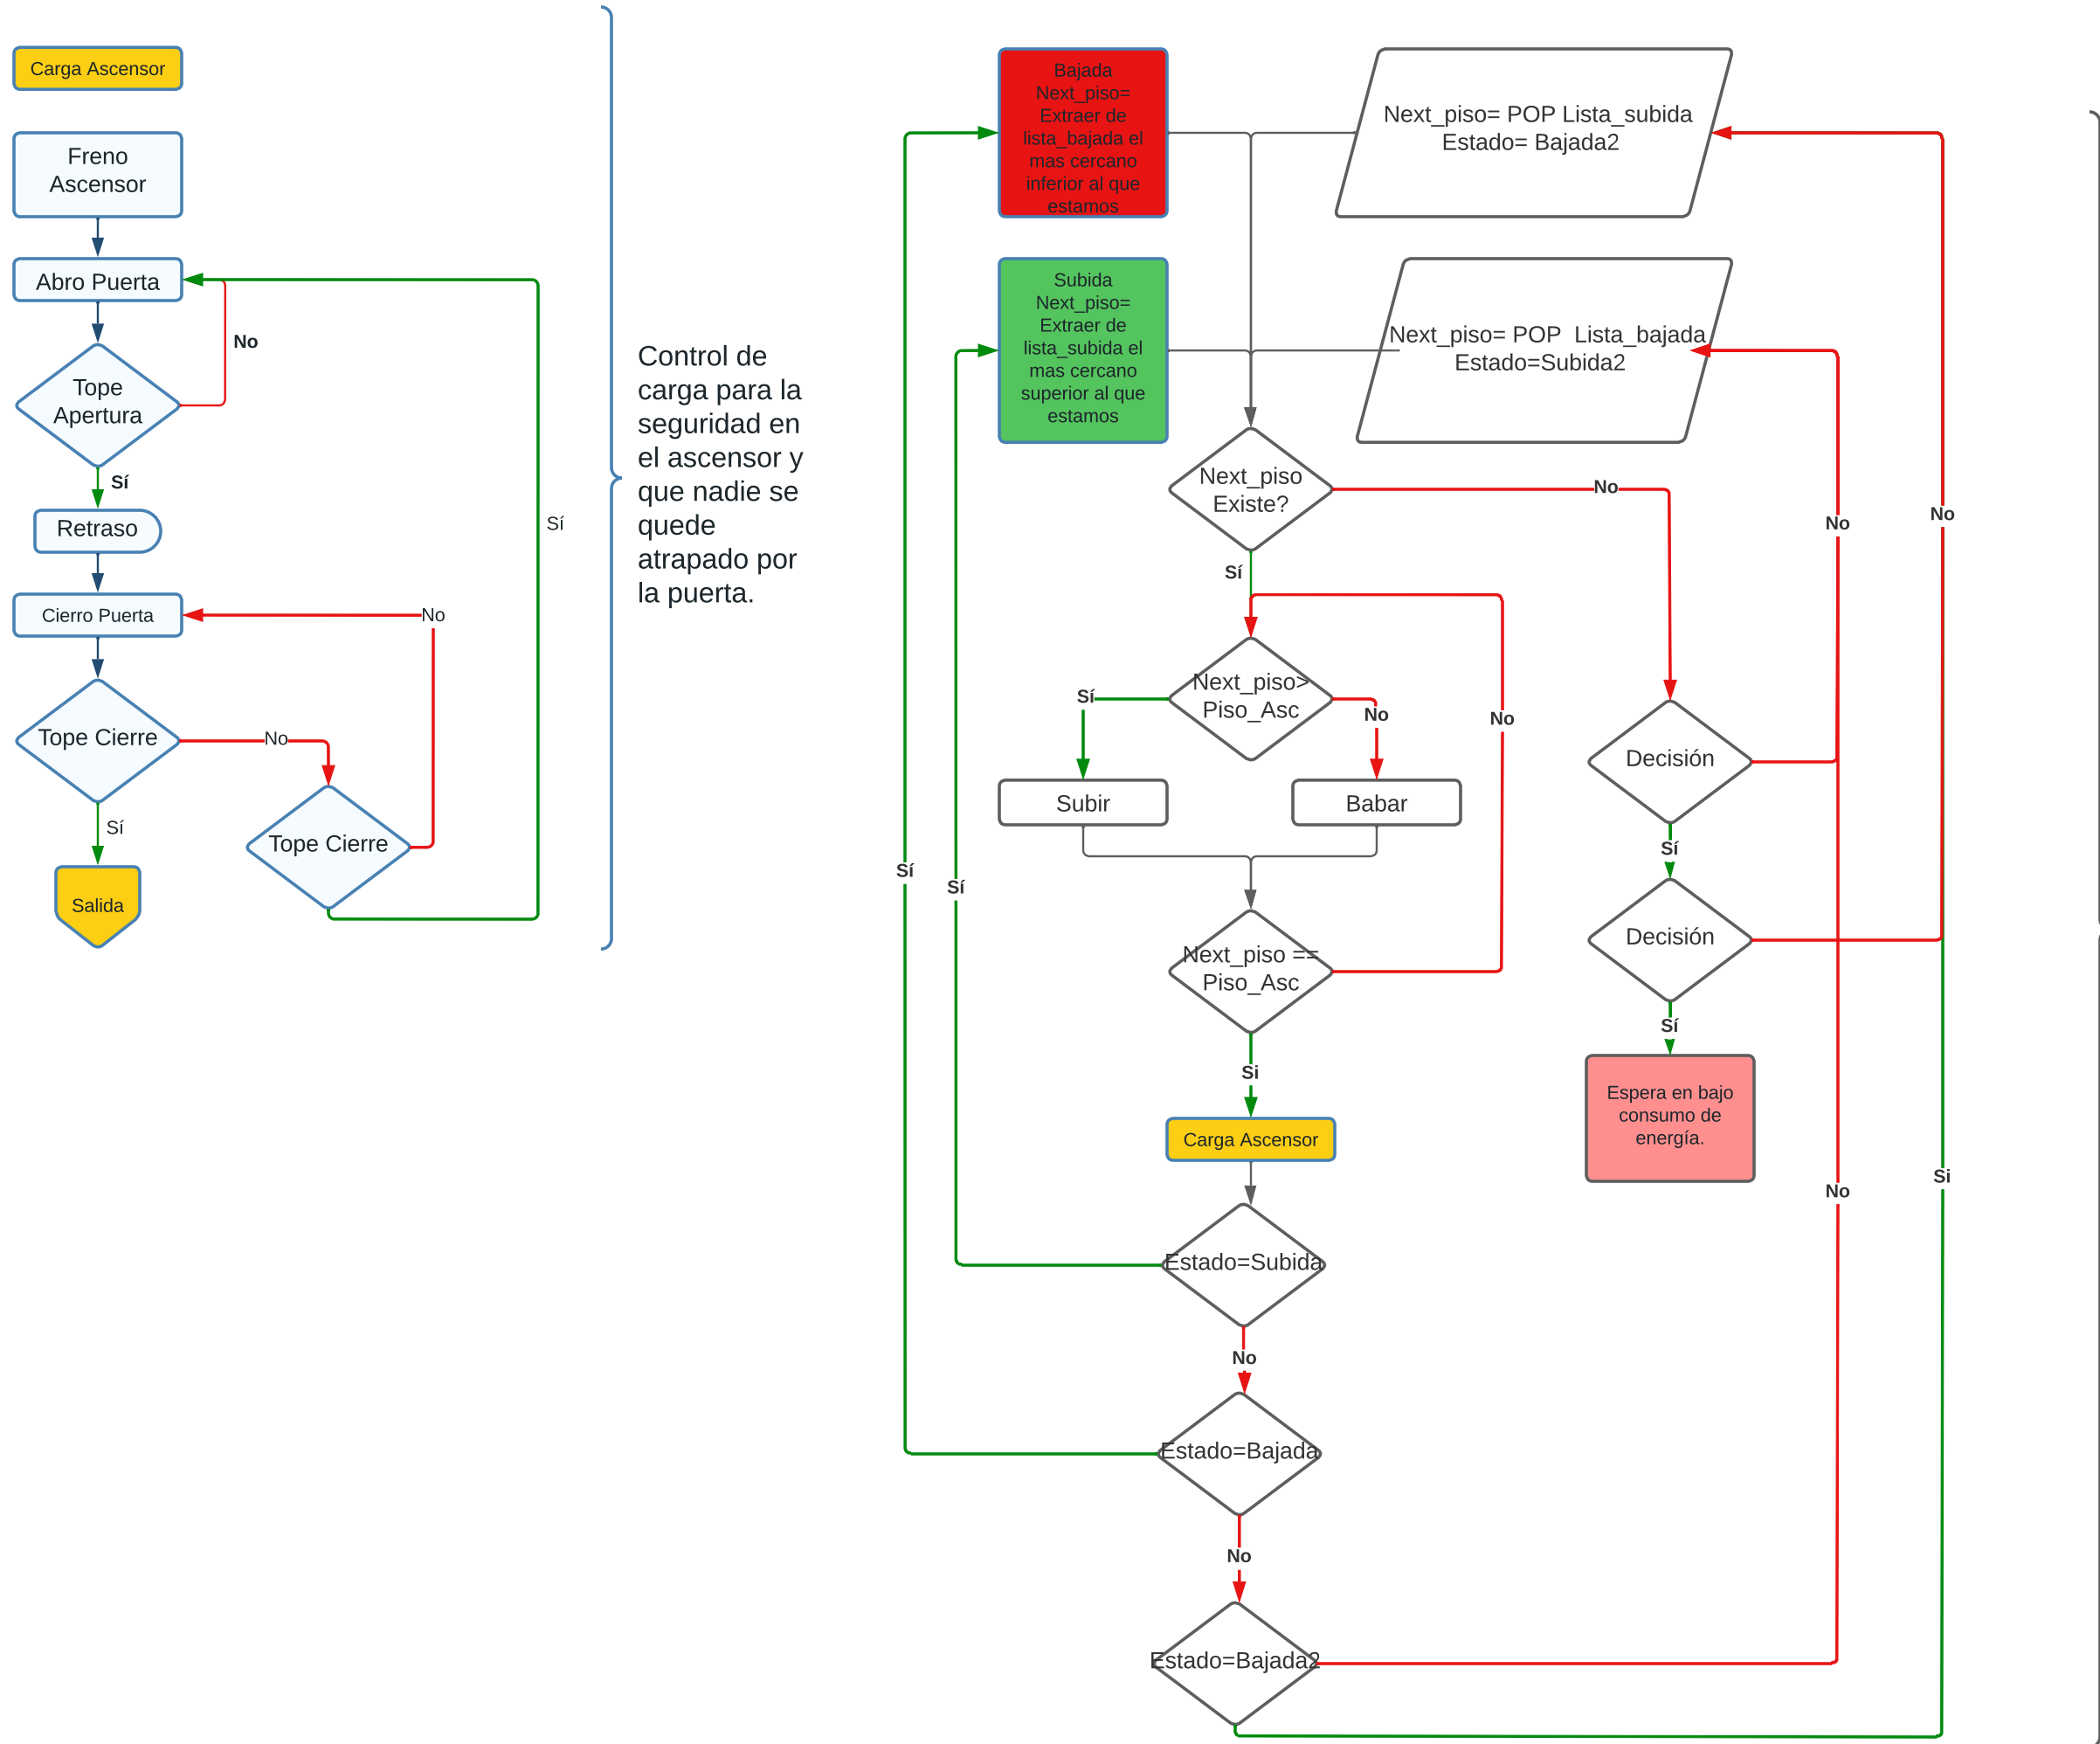 Carga Ascensor
Freno
Ascensor
Abro Puerta
No
Tope
Apertura
Sí
Retraso
Sí
Cierro Puerta
No
Tope Cierre
No
Sí
Tope Cierre
Salida
Control de
carga para la
seguridad en
el ascensor y
que nadie se
quede
atrapado por
la puerta.
Bajada
Next_piso=
Extraer de
lista_bajada el
mas cercano
inferior al que
estamos
Next_piso= POP Lista_subida
Estado= Bajada2
Subida
Next_piso=
Extraer de
lista_subida el
mas cercano
superior al que
estamos
Next_piso= POP  Lista_bajada
Estado=Subida2
Next_piso
Existe?
No
No
No
Sí
Next_piso>
Piso_Asc
Sí
No
No
Decisión
Subir
Babar
Sí
Sí
Sí
Decisión
Next_piso ==
Piso_Asc
Sí
Si
Espera en bajo
consumo de
energía.
Carga Ascensor
Si
No
Estado=Subida
No
Estado=Bajada
No
Estado=Bajada2